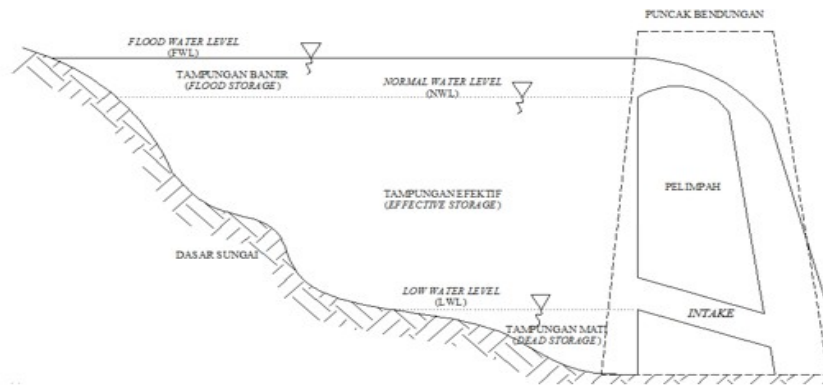 PUNCAK BENDUNGAN
FLOOD WATER LEVEL
(FWL)
TAMPUNGAN BANJIR
(FLOOD STORAGE)
NORMAL WATER LEVEL
(NWL)
TAMPUNGAN EFEKTIF
(EFFECTIVE STORAGE)
PELIMPAH
DASAR SUNGAI
LOW WATER LEVEL
(LWL)
INTAKE
TAMPUNGAN MATI
(DEAD STORAGE)